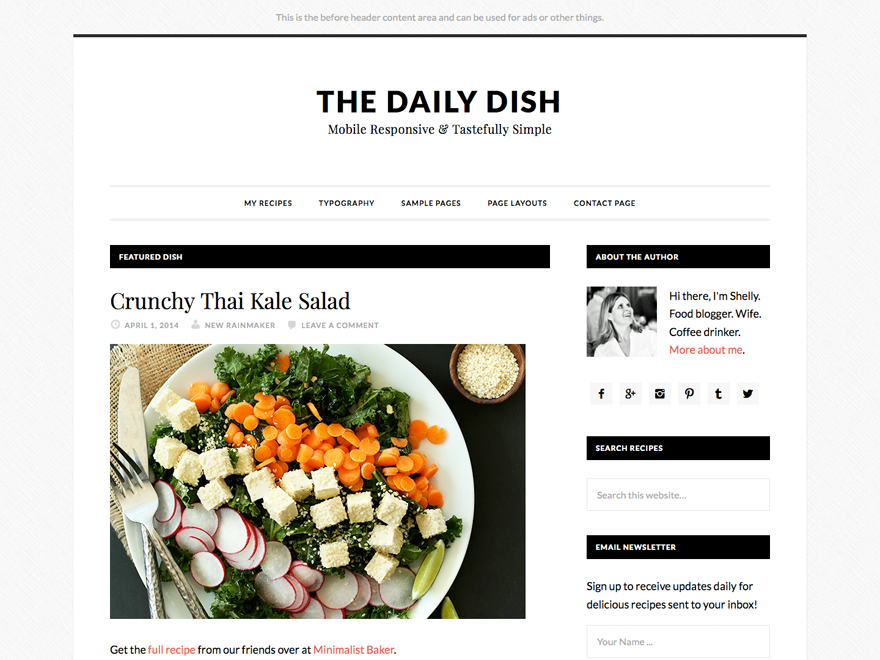 This is the before header content area and can be used for ads or other things.
THE DAILY DISH
Mobile Responsive & Tastefully Simple
MY RECIPES TYPOGRAPHY SAMPLE PAGES PAGE LAYOUTS CONTACT PAGE
FEATURED DISH
Crunchy Thai Kale Salad
APRIL 1, 2014 NEW RAINMAKER LEAVE A COMMENT
Get the full recipe from our friends over at Minimalist Baker.
ABOUT THE AUTHOR
Hi there, I'm Shelly.
Food blogger. Wife.
Coffee drinker.
More about me.
SEARCH RECIPES
Search this website...
EMAIL NEWSLETTER
Sign up to receive updates daily for
delicious recipes sent to your inbox!
Your Name ...